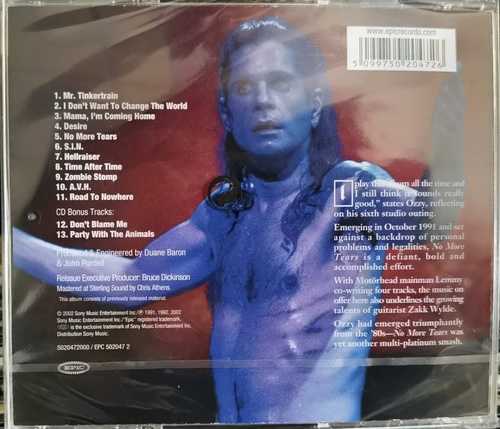 www.epicrecords.com
5 099750 204726
1. Mr. Tinkertrain
2. I Don't Want To Change The World
3. Mama, I'm Coming Home
4. Desire
5. No More Tears
6. S.I.N.
7. Hellraiser
8. Time After Time
9. Zombie Stomp
10. A.V.H.
11. Road To Nowhere
CD Bonus Tracks:
12. Don't Blame Me
13. Party With The Animals
Produced & Engineered by Duane Baron
& John Purdell
Reissue Executive Producer: Bruce Dickinson
Mastered at Sterling Sound by Chris Athens
This album consists of previously released material.
© 2002 Sony Music Entertainment Inc./℗ 1991, 1992, 2002
Sony Music Entertainment Inc./"Epic" registered trademark.
is the exclusive trademark of Sony Music Entertainment Inc.
Distribution Sony Music.
5020472000 / EPC 502047 2
EPIC
"I play this album all the time and
I still think it sounds really
good," states Ozzy, reflecting
on his sixth studio outing.
Emerging in October 1991 and set
against a backdrop of personal
problems and legalities, No More
Tears is a defiant, bold and
accomplished effort.
With Motörhead mainman Lemmy
co-writing four tracks, the music on
offer here also underlines the growing
talents of guitarist Zakk Wylde.
Ozzy had emerged triumphantly
from the '80s—No More Tears was
yet another multi-platinum smash.